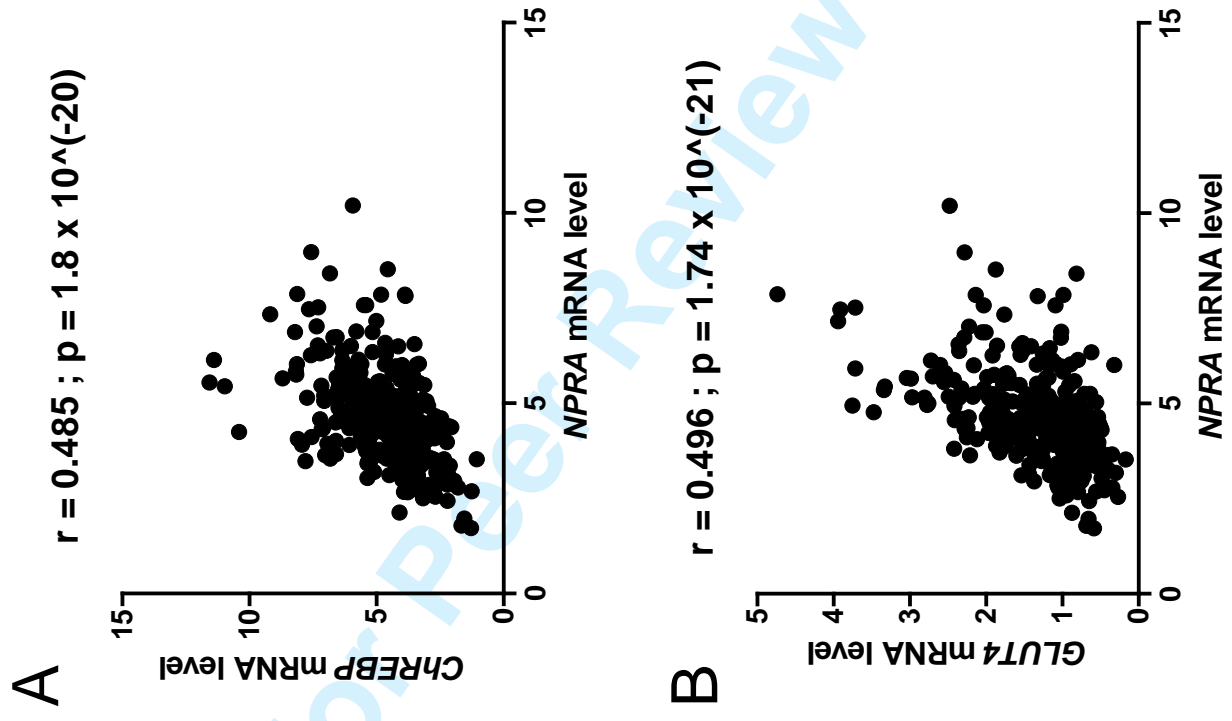 A
r = 0.485 ; p = 1.8 x 10^(-20)
ChREBP mRNA level
15
10
5
0
0
5
10
15
NPRA mRNA level
B
r = 0.496 ; p = 1.74 x 10^(-21)
GLUT4 mRNA level
5
4
3
2
1
0
0
5
10
15
NPRA mRNA level
or Peer Review